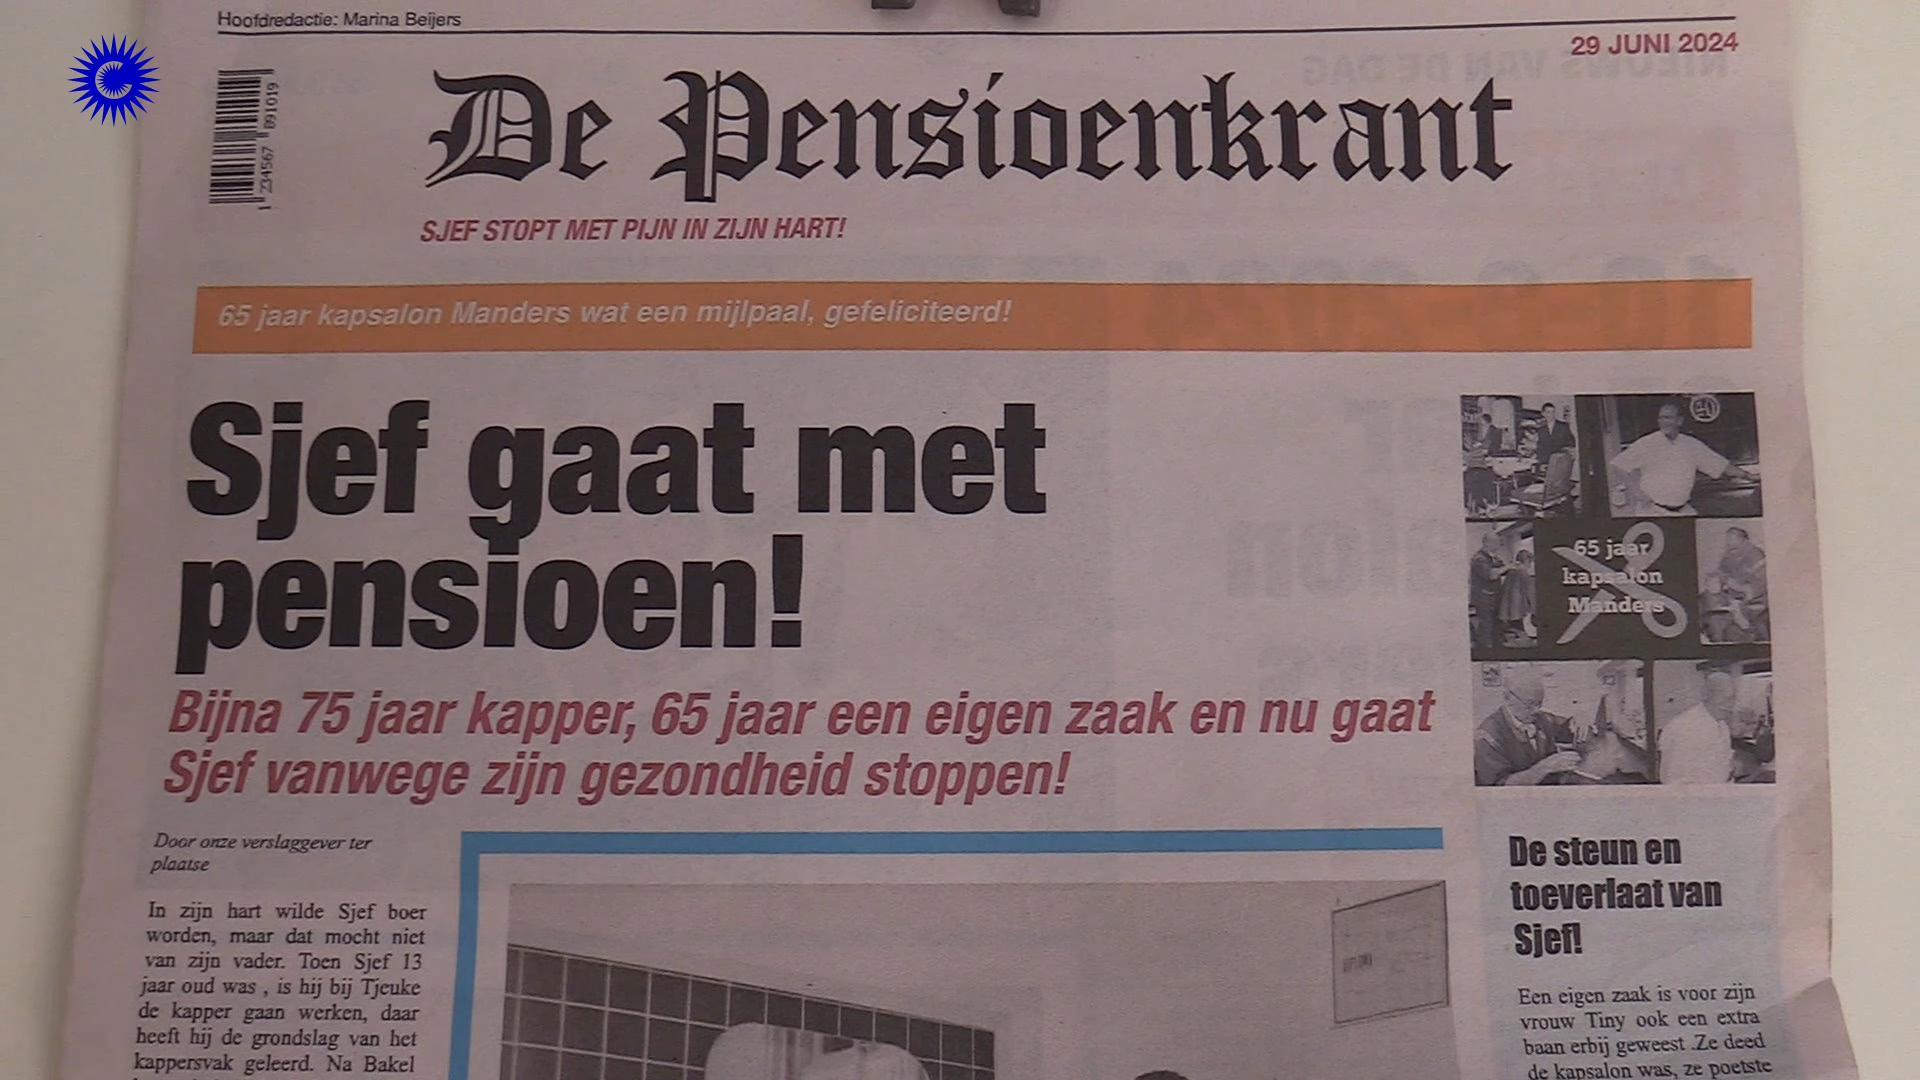 Hoofdredactie: Marina Beijers
29 JUNI 2024
1 234567 891019
De Pensioenkrant
SJEF STOPT MET PIJN IN ZIJN HART!
65 jaar kapsalon Manders wat een mijlpaal, gefeliciteerd!
Sjef gaat met
pensioen!
65 jaar
kapsalon
Manders
Bijna 75 jaar kapper, 65 jaar een eigen zaak en nu gaat
Sjef vanwege zijn gezondheid stoppen!
Door onze verslaggever ter
plaatse
In zijn hart wilde Sjef boer
worden, maar dat mocht niet
van zijn vader. Toen Sjef 13
jaar oud was , is hij bij Tjeuke
de kapper gaan werken, daar
heeft hij de grondslag van het
kappersvak geleerd. Na Bakel
De steun en
toeverlaat van
Sjef!
Een eigen zaak is voor zijn
vrouw Tiny ook een extra
baan erbij geweest .Ze deed
de kapsalon was, ze poetste